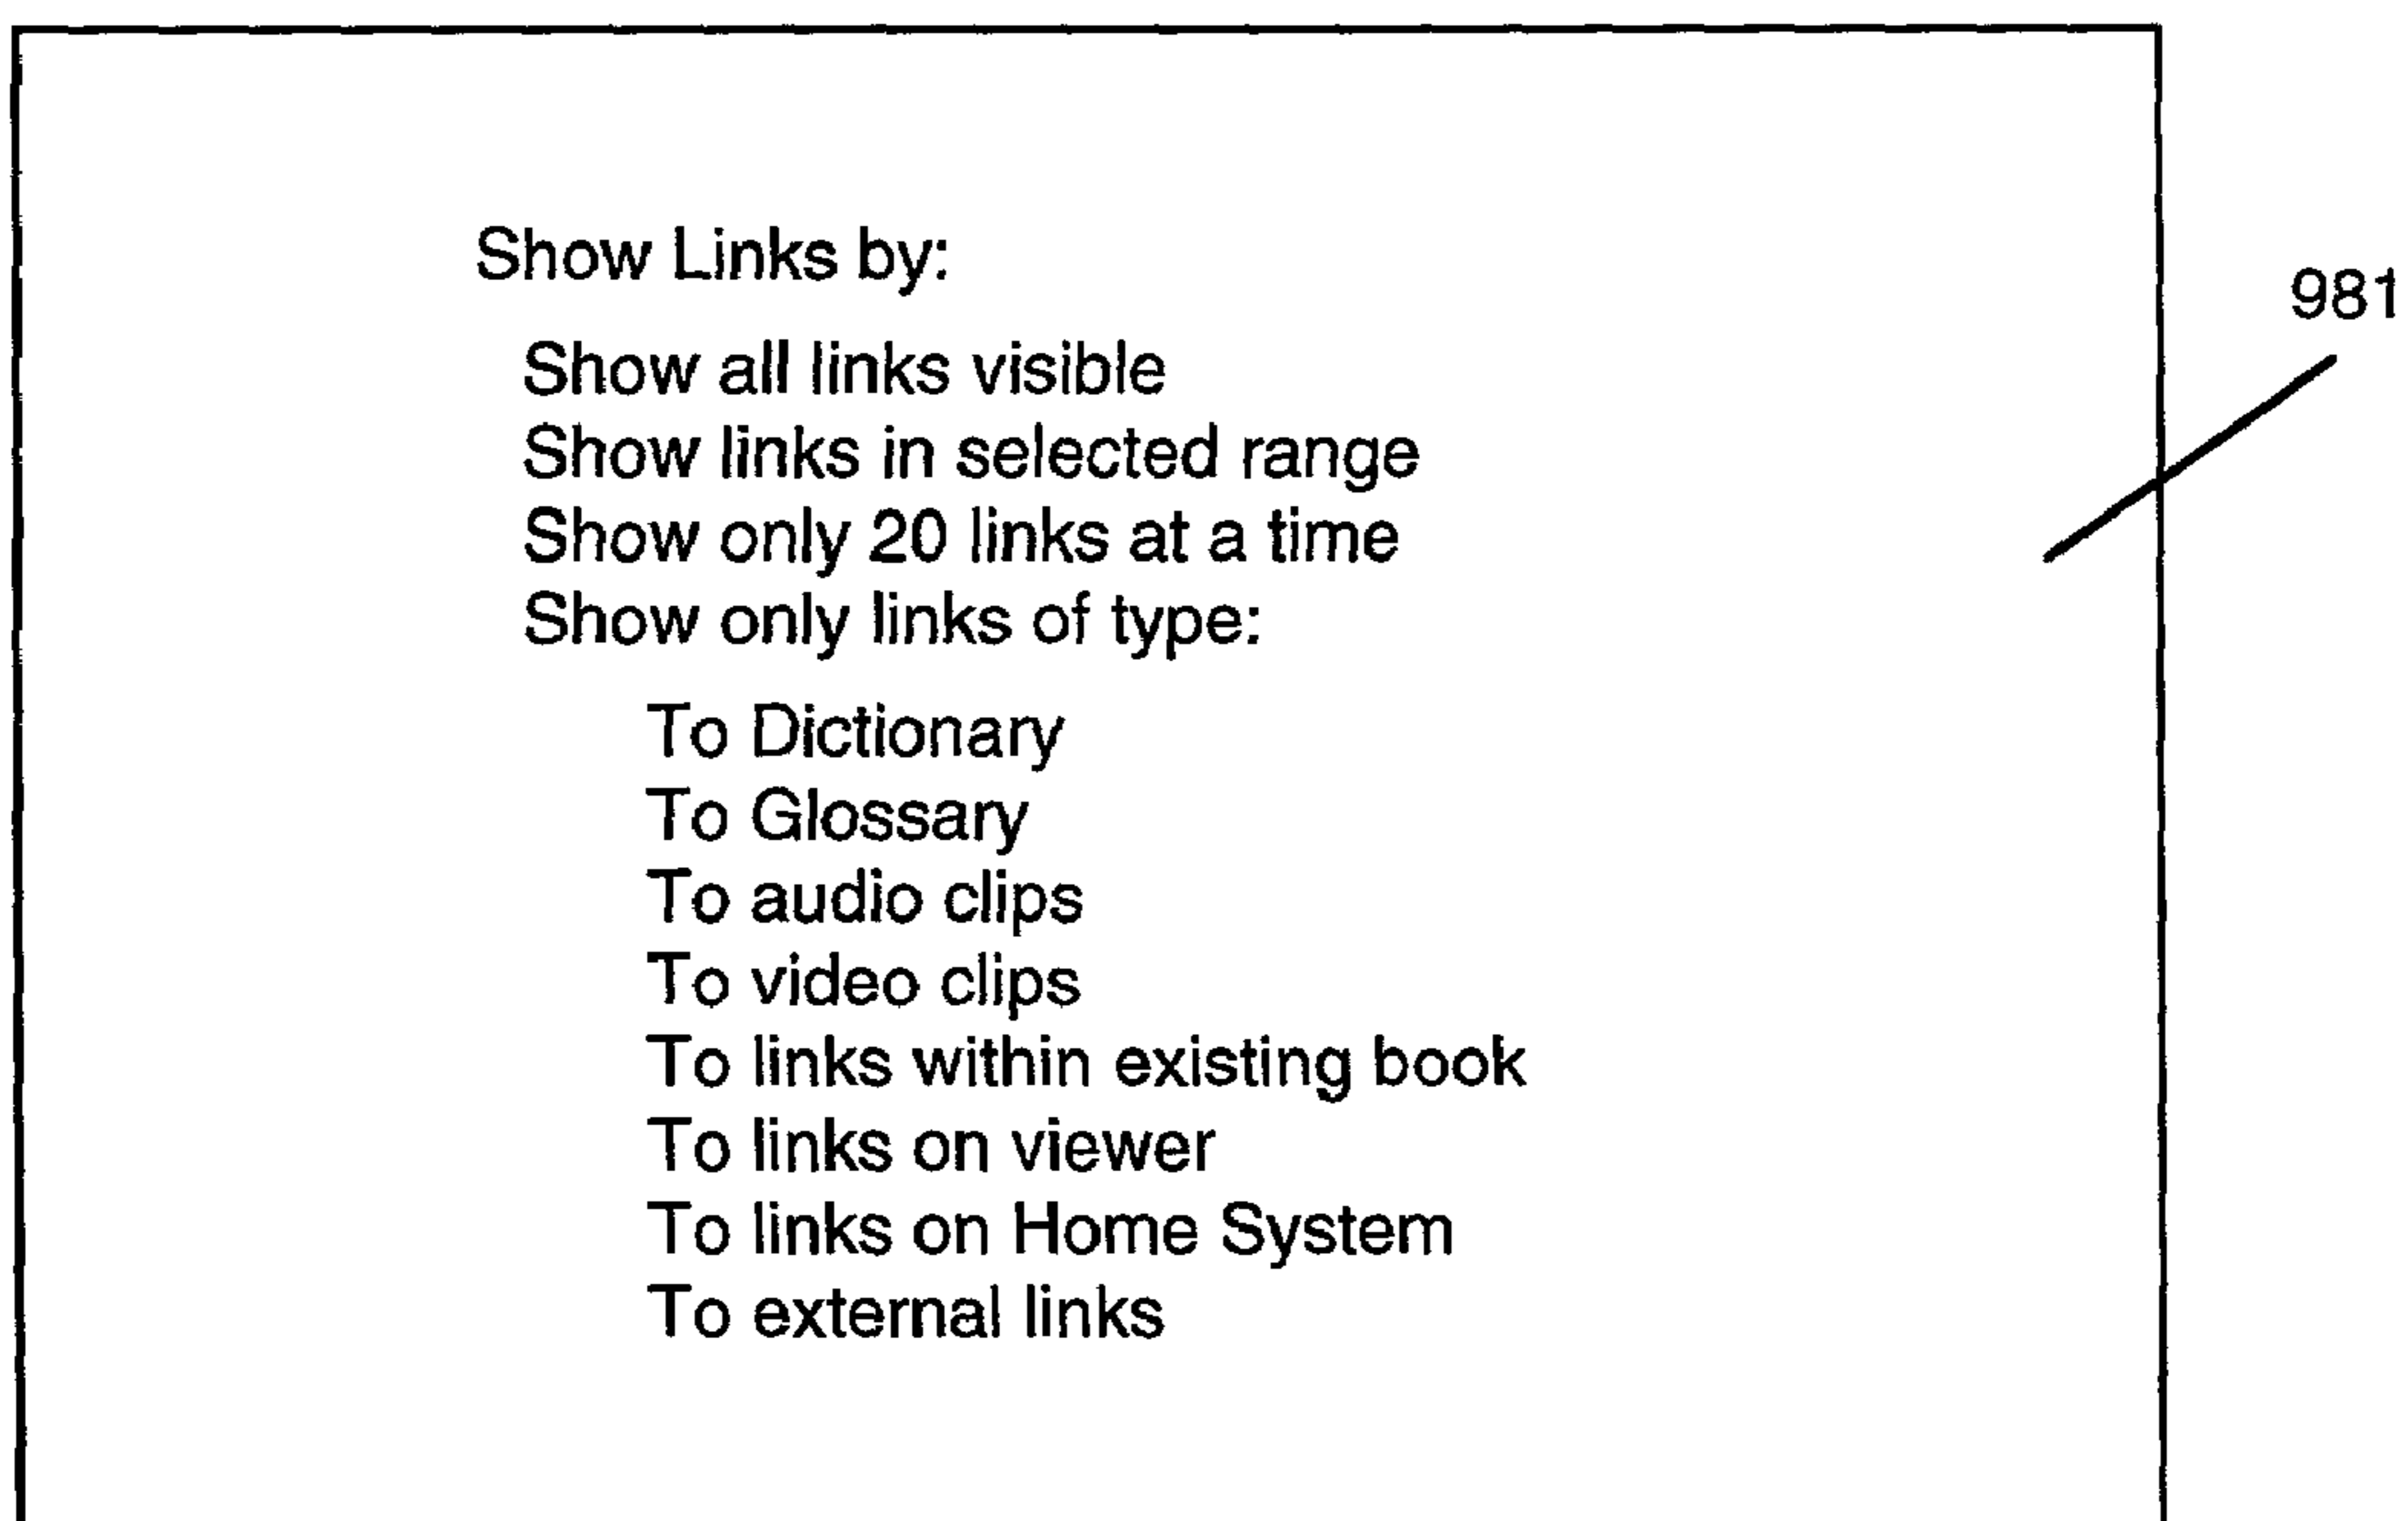 Show Links by:
981
Show all links visible
Show links in selected range
Show only 20 links at a time
Show only links of type:
To Dictionary
To Glossary
To audio clips
To video clips
To links within existing book
To links on viewer
To links on Home System
To external links